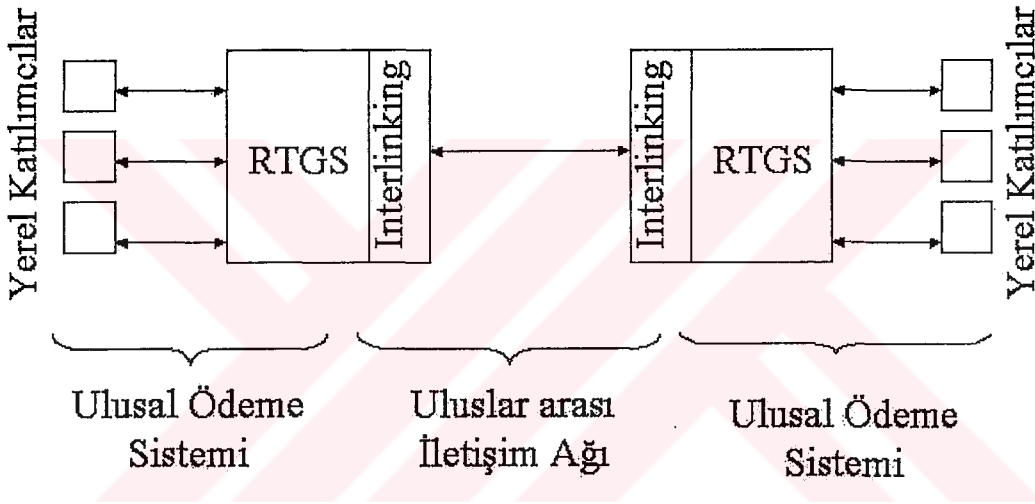 Yerel Katılımcılar
RTGS
Interlinking
Interlinking
RTGS
Yerel Katılımcılar
Ulusal Ödeme
Sistemi
Uluslar arası
İletişim Ağı
Ulusal Ödeme
Sistemi